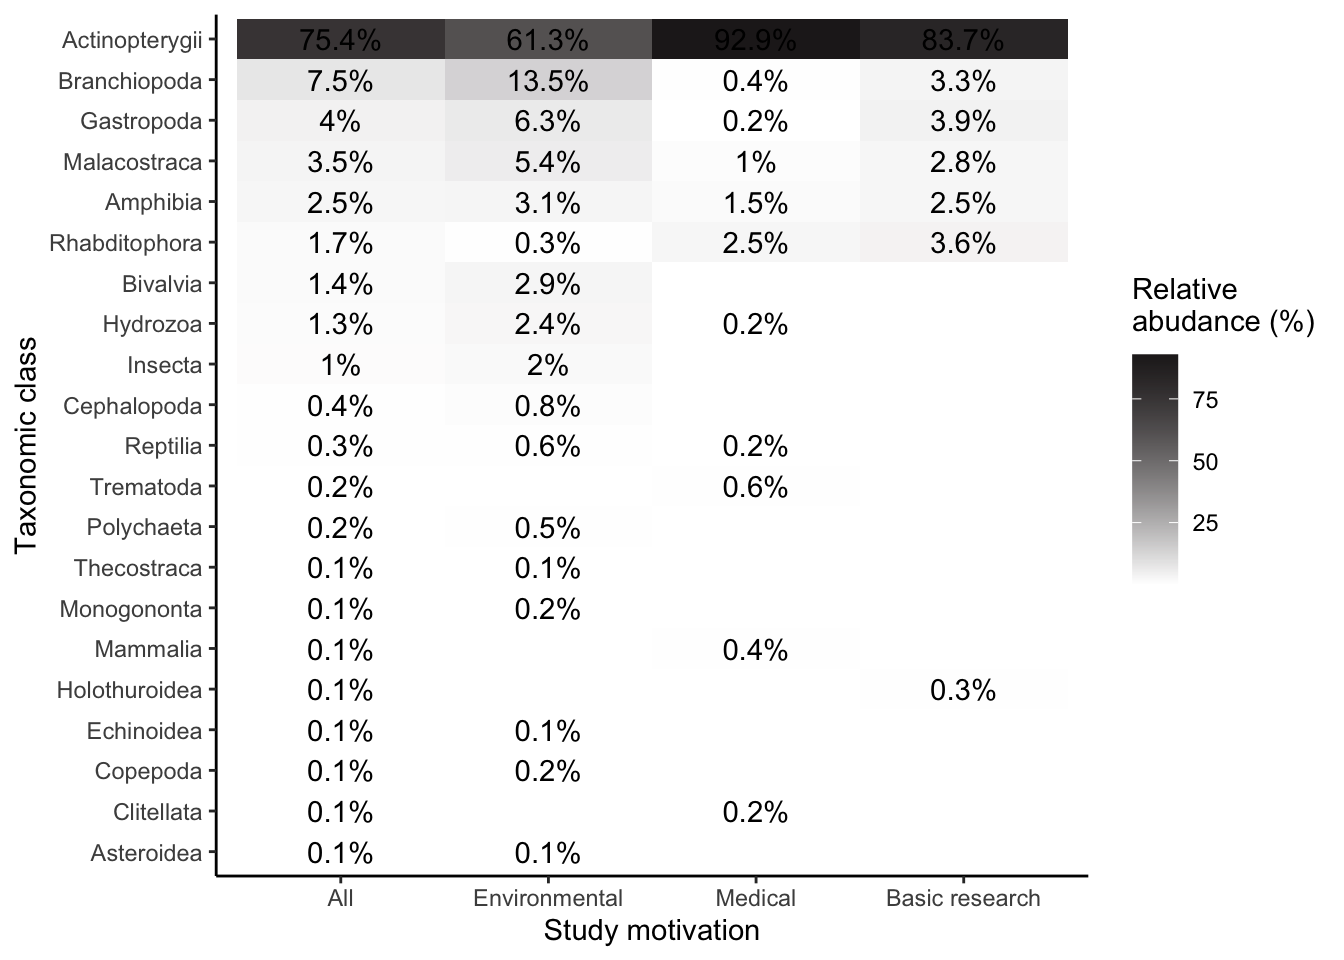 Actinopterygii 75.4% 61.3% 92.9% 83.7%
Branchiopoda 7.5% 13.5% 0.4% 3.3%
Gastropoda 4% 6.3% 0.2% 3.9%
Malacostraca 3.5% 5.4% 1% 2.8%
Amphibia 2.5% 3.1% 1.5% 2.5%
Rhabditophora 1.7% 0.3% 2.5% 3.6%
Bivalvia 1.4% 2.9%
Hydrozoa 1.3% 2.4% 0.2%
Insecta 1% 2%
Cephalopoda 0.4% 0.8%
Reptilia 0.3% 0.6% 0.2%
Trematoda 0.2% 0.6%
Polychaeta 0.2% 0.5%
Thecostraca 0.1% 0.1%
Monogononta 0.1% 0.2%
Mammalia 0.1% 0.4%
Holothuroidea 0.1% 0.3%
Echinoidea 0.1% 0.1%
Copepoda 0.1% 0.2%
Clitellata 0.1% 0.2%
Asteroidea 0.1% 0.1%
All Environmental Medical Basic research
Study motivation
Taxonomic class
Relative
abudance (%)
75
50
25